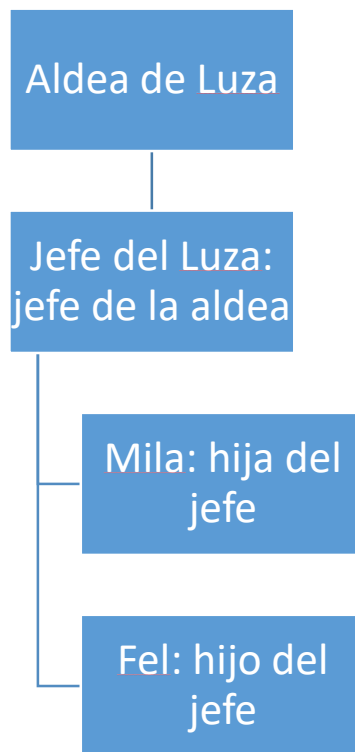 Aldea de Luza
Jefe del Luza:
jefe de la aldea
Mila: hija del
jefe
Fel: hijo del
jefe